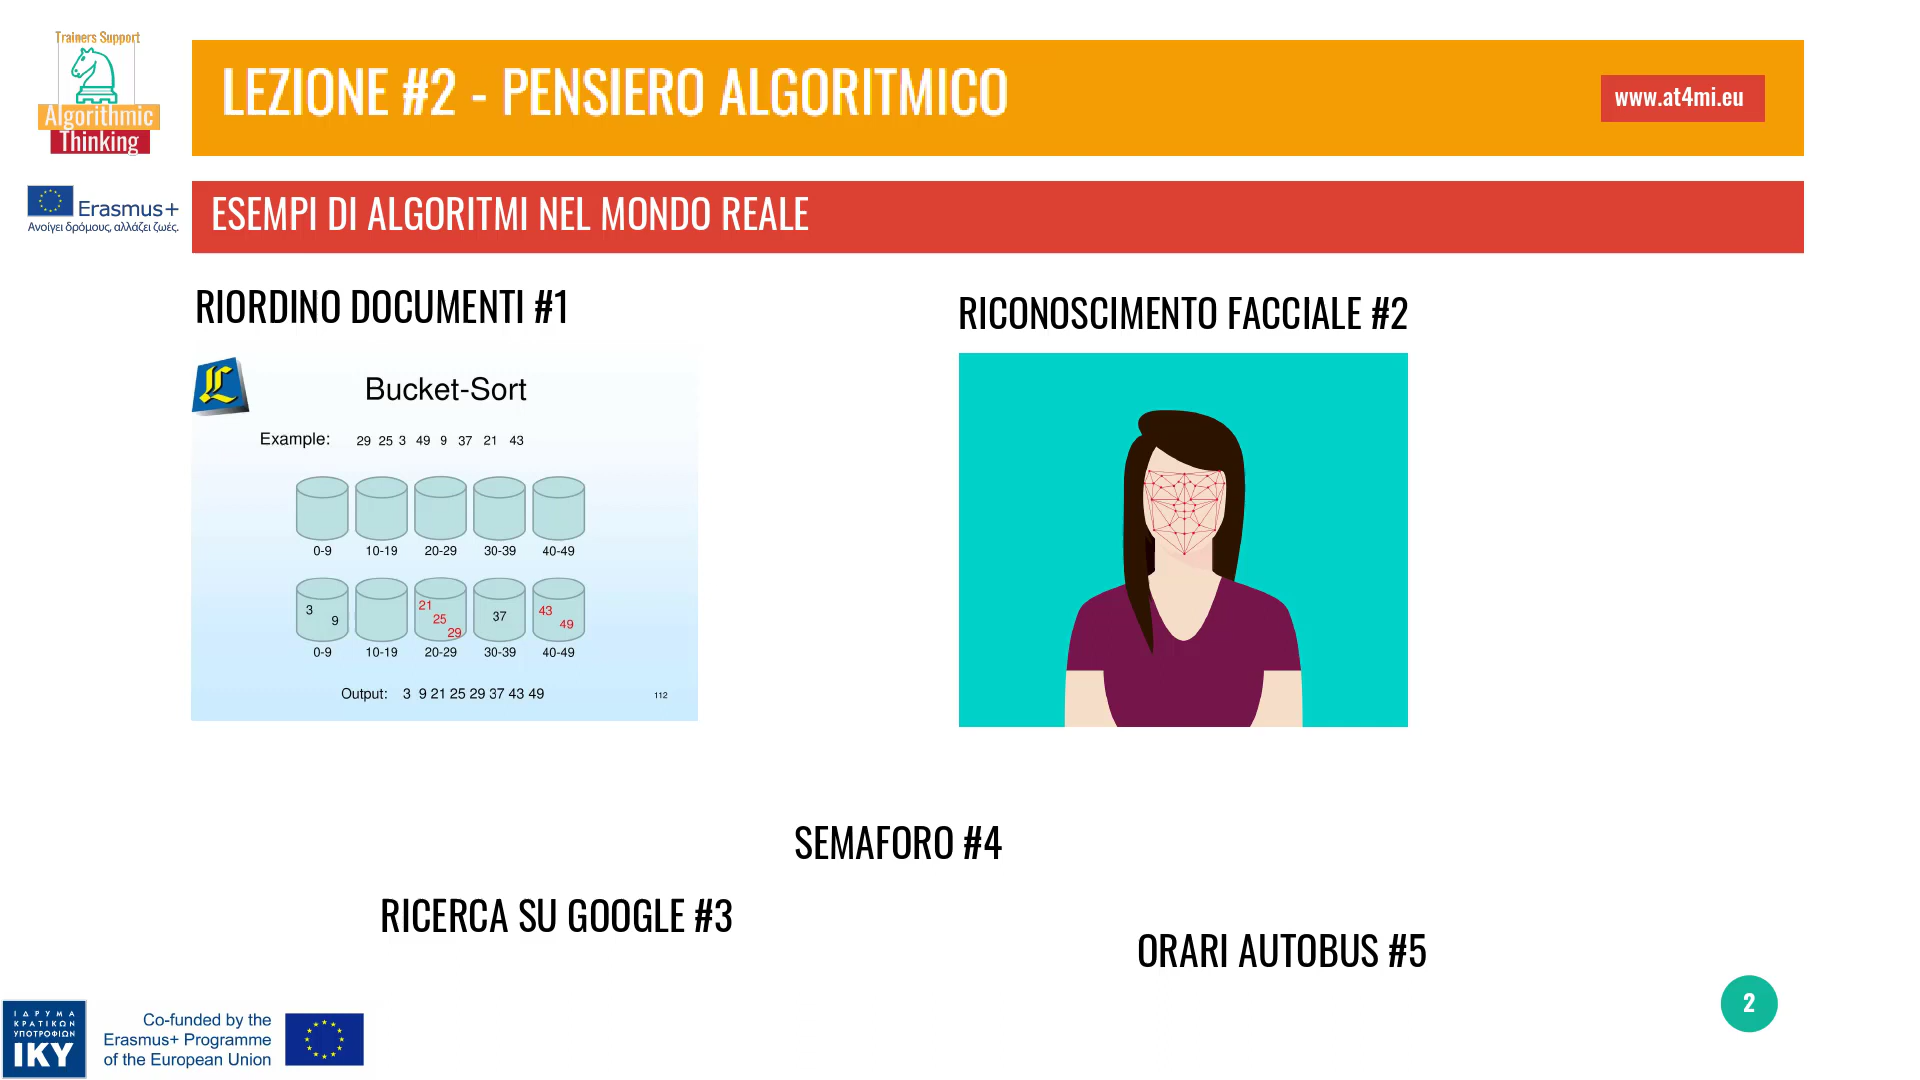 Trainers Support
Algorithmic
Thinking
LEZIONE #2 - PENSIERO ALGORITMICO
www.at4mi.eu
Erasmus+
Ανοίγει δρόμους, αλλάζει ζωές.
ESEMPI DI ALGORITMI NEL MONDO REALE
RIORDINO DOCUMENTI #1
RICONOSCIMENTO FACCIALE #2
L
Bucket-Sort
Example: 29 25 3 49 9 37 21 43
0-9 10-19 20-29 30-39 40-49
3 9 21 25 29 37 43 49
0-9 10-19 20-29 30-39 40-49
Output: 3 9 21 25 29 37 43 49
112
SEMAFORO #4
RICERCA SU GOOGLE #3
ORARI AUTOBUS #5
2
ΙΔΡΥΜΑ
ΚΡΑΤΙΚΩΝ
ΥΠΟΤΡΟΦΙΩΝ
IKY
Co-funded by the
Erasmus+ Programme
of the European Union